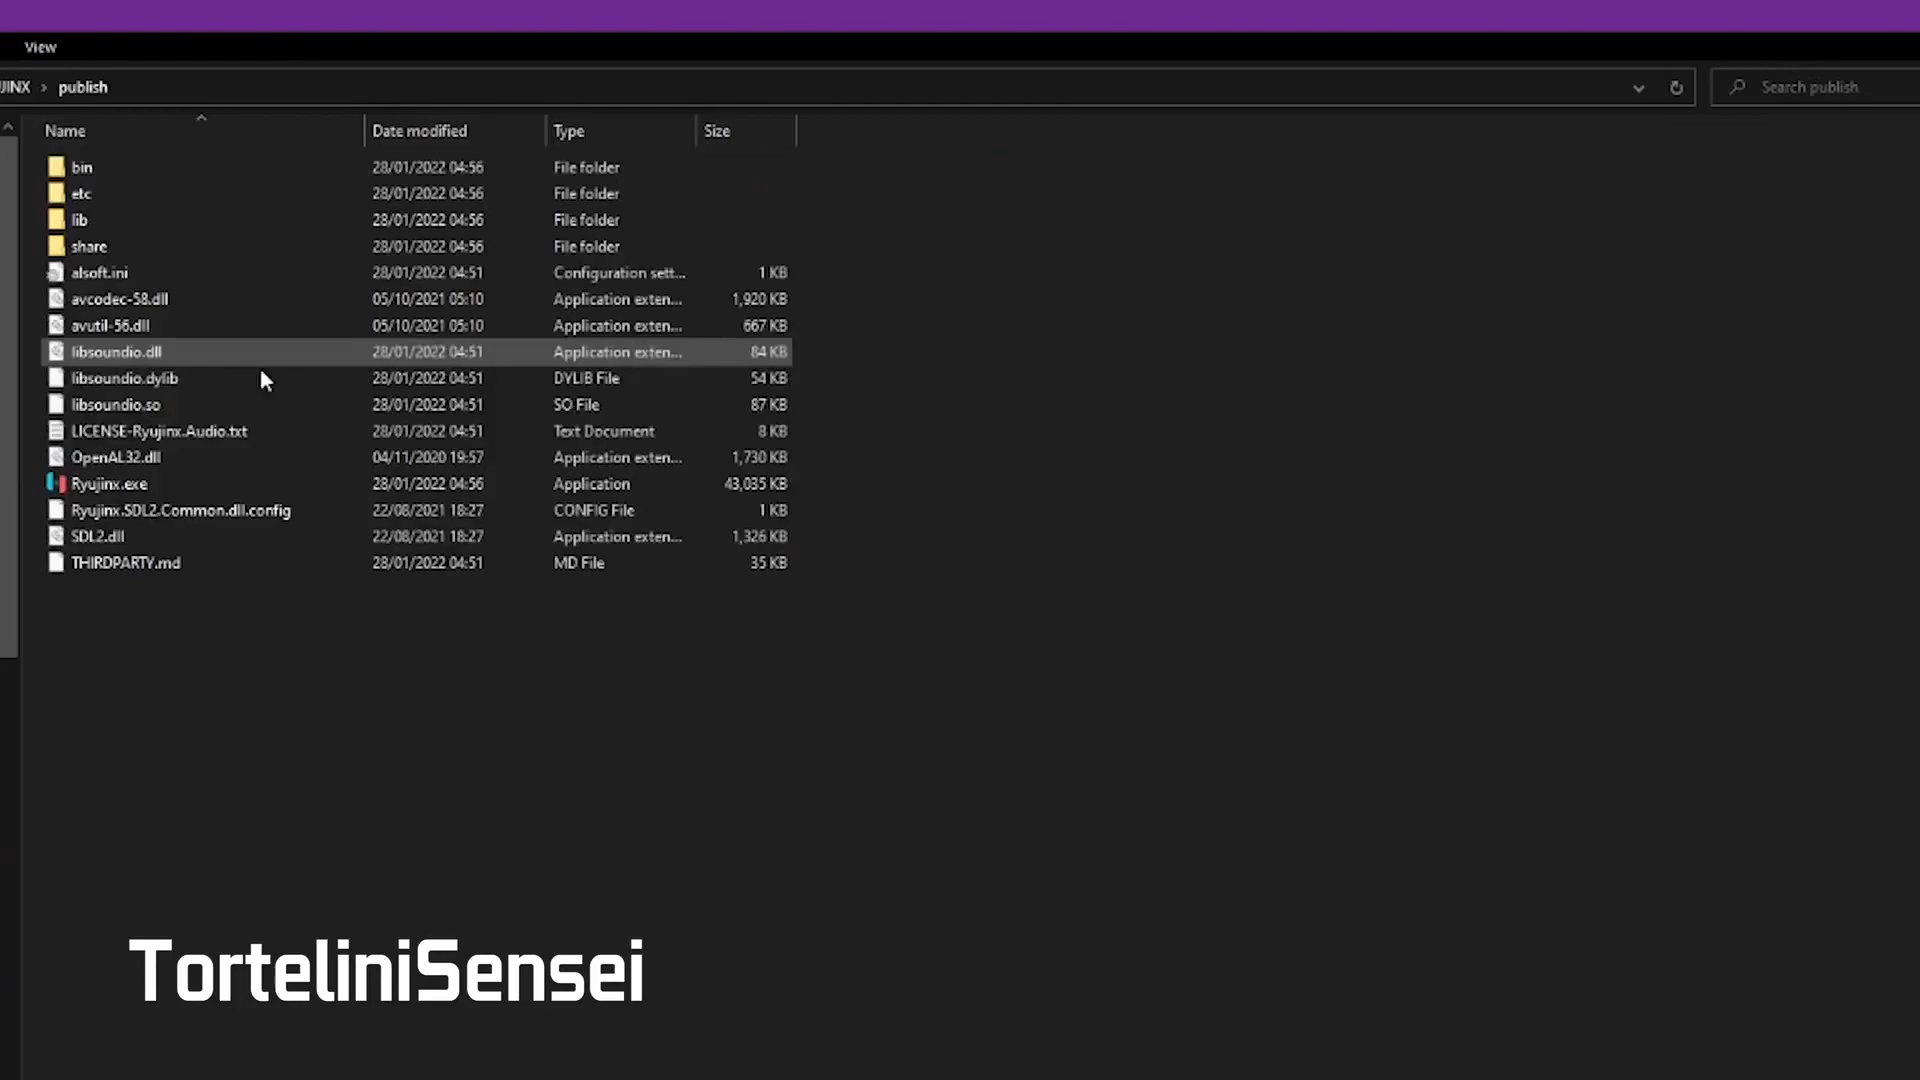 View
JINX > publish
Search publish
Name Date modified Type Size
bin 28/01/2022 04:56 File folder
etc 28/01/2022 04:56 File folder
lib 28/01/2022 04:56 File folder
share 28/01/2022 04:56 File folder
alsoft.ini 28/01/2022 04:51 Configuration sett... 1 KB
avcodec-58.dll 05/10/2021 05:10 Application exten... 1,920 KB
avutil-56.dll 05/10/2021 05:10 Application exten... 667 KB
libsoundio.dll 28/01/2022 04:51 Application exten... 84 KB
libsoundio.dylib 28/01/2022 04:51 DYLIB File 54 KB
libsoundio.so 28/01/2022 04:51 SO File 87 KB
LICENSE-Ryujinx.Audio.txt 28/01/2022 04:51 Text Document 8 KB
OpenAL32.dll 04/11/2020 19:57 Application exten... 1,730 KB
Ryujinx.exe 28/01/2022 04:56 Application 43,035 KB
Ryujinx.SDL2.Common.dll.config 22/08/2021 18:27 CONFIG File 1 KB
SDL2.dll 22/08/2021 18:27 Application exten... 1,326 KB
THIRDPARTY.md 28/01/2022 04:51 MD File 35 KB
TorteliniSensei